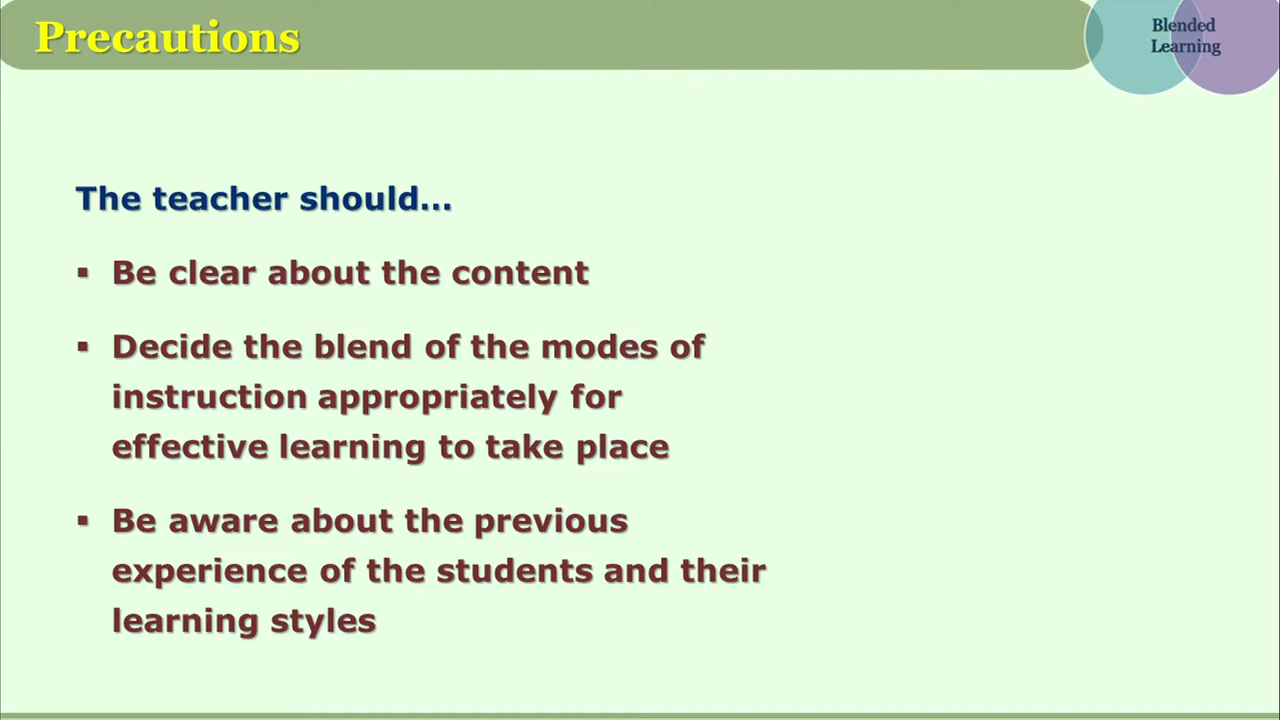 Precautions
Blended
Learning
The teacher should...
▪ Be clear about the content
▪ Decide the blend of the modes of
instruction appropriately for
effective learning to take place
▪ Be aware about the previous
experience of the students and their
learning styles